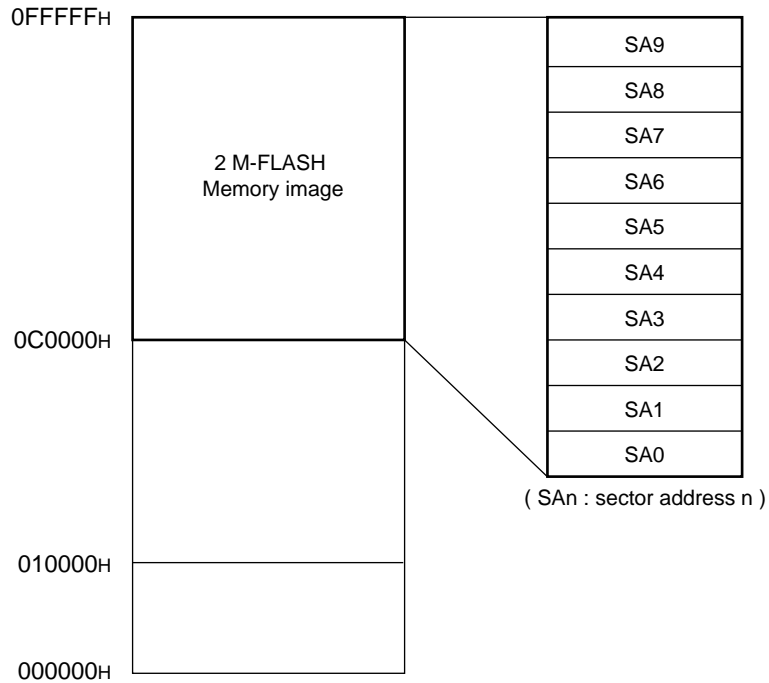 0FFFFFH
2 M-FLASH
Memory image
0C0000H
010000H
000000H
SA9
SA8
SA7
SA6
SA5
SA4
SA3
SA2
SA1
SA0
( SAn : sector address n )